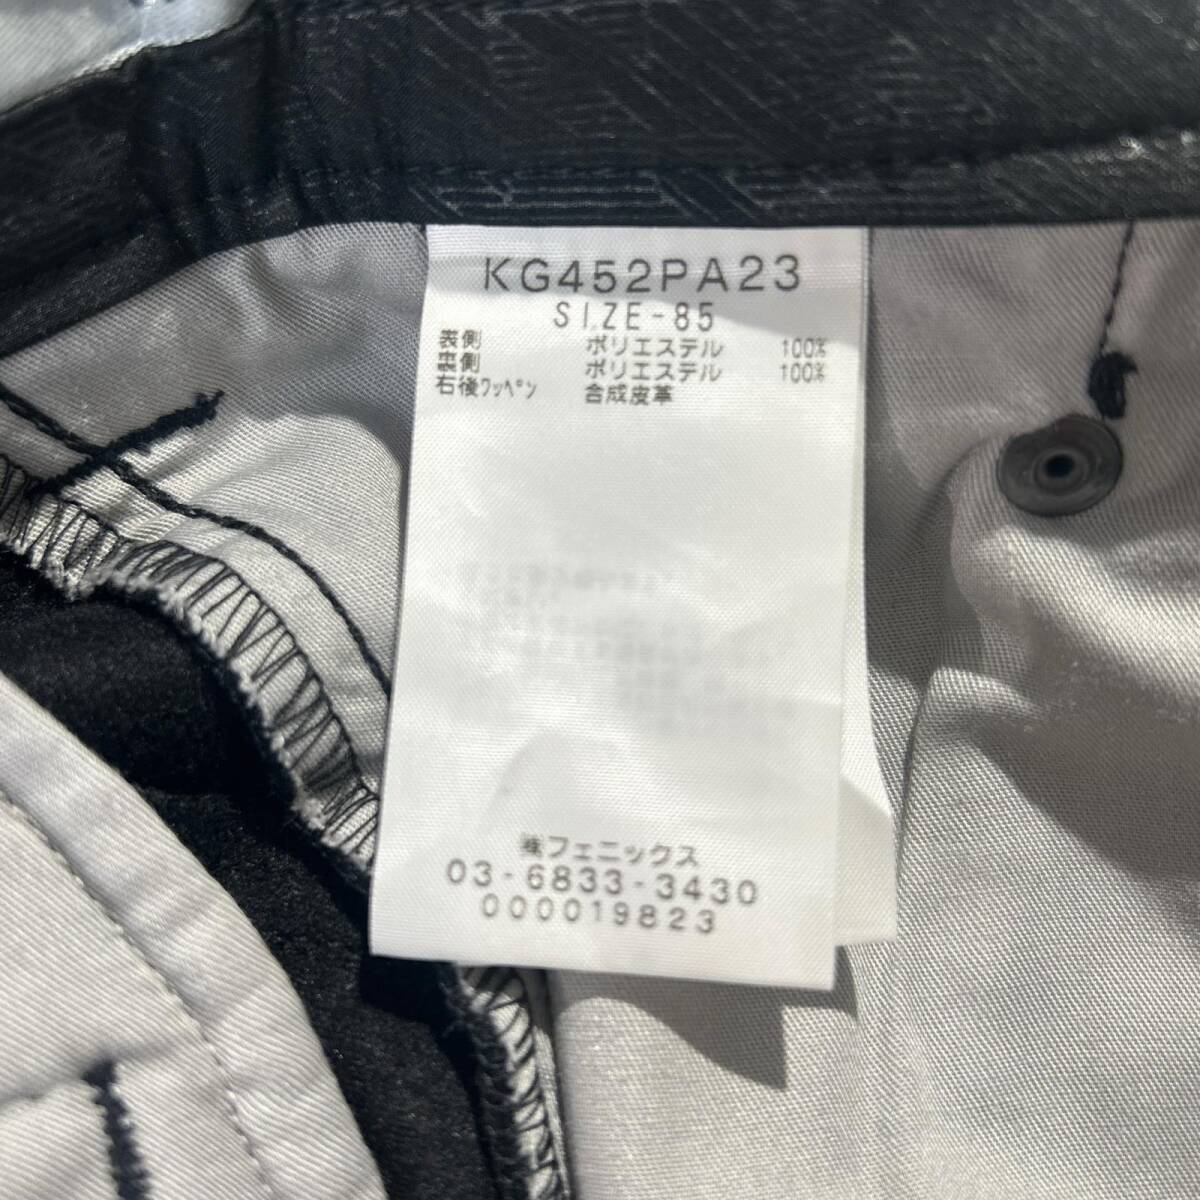 KG452PA23
SIZE-85
表側 ポリエステル 100%
裏側 ポリエステル 100%
右後ワッペン 合成皮革
㈱フェニックス
03-6833-3430
000019823